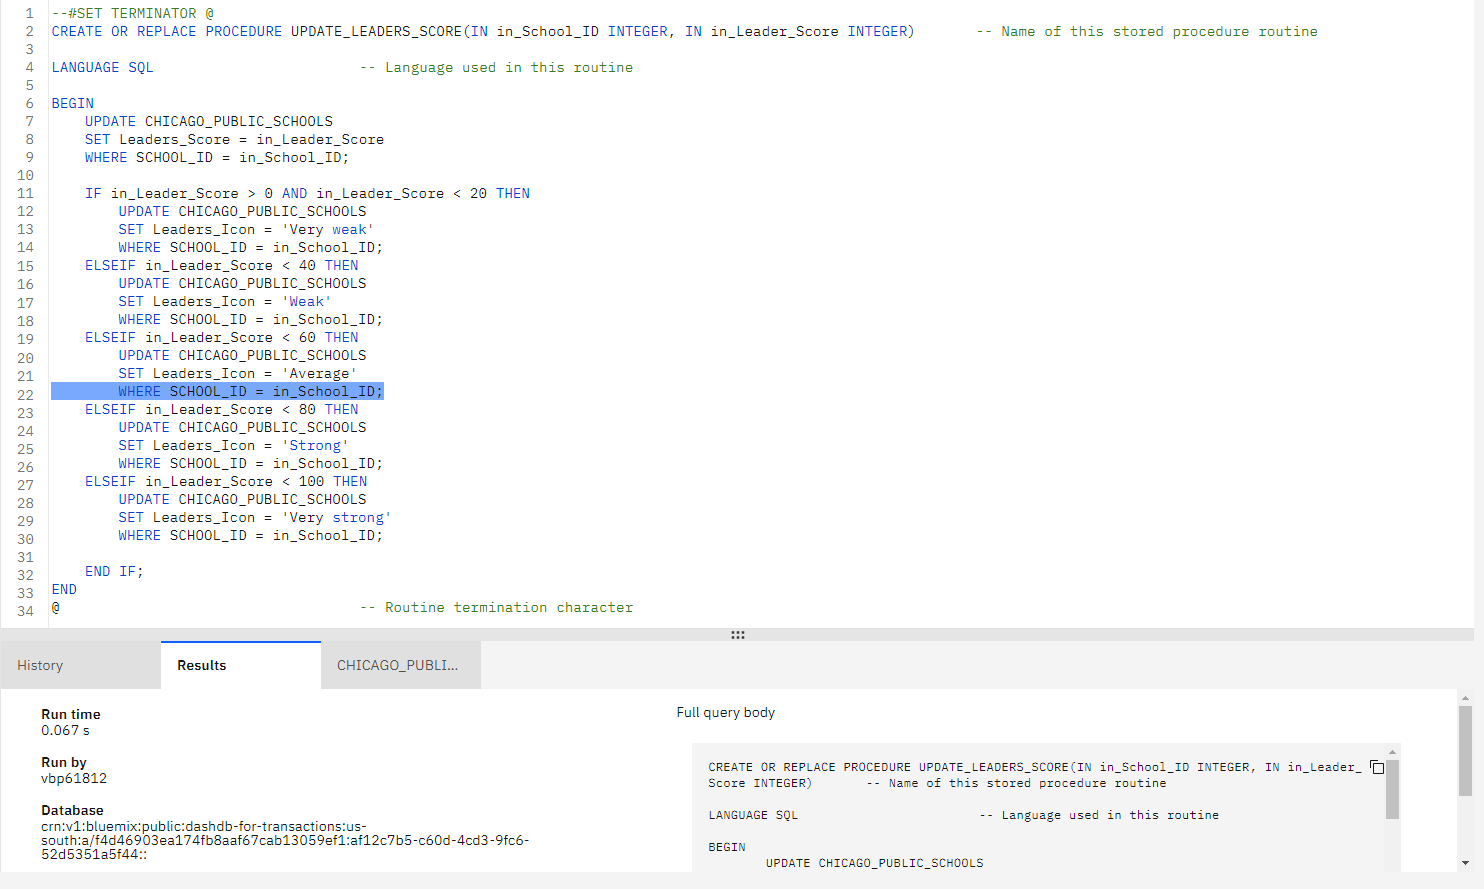 1 --#SET TERMINATOR @
2 CREATE OR REPLACE PROCEDURE UPDATE_LEADERS_SCORE(IN in_School_ID INTEGER, IN in_Leader_Score INTEGER) -- Name of this stored procedure routine
3
4 LANGUAGE SQL -- Language used in this routine
5
6 BEGIN
7 UPDATE CHICAGO_PUBLIC_SCHOOLS
8 SET Leaders_Score = in_Leader_Score
9 WHERE SCHOOL_ID = in_School_ID;
10
11 IF in_Leader_Score > 0 AND in_Leader_Score < 20 THEN
12 UPDATE CHICAGO_PUBLIC_SCHOOLS
13 SET Leaders_Icon = 'Very weak'
14 WHERE SCHOOL_ID = in_School_ID;
15 ELSEIF in_Leader_Score < 40 THEN
16 UPDATE CHICAGO_PUBLIC_SCHOOLS
17 SET Leaders_Icon = 'Weak'
18 WHERE SCHOOL_ID = in_School_ID;
19 ELSEIF in_Leader_Score < 60 THEN
20 UPDATE CHICAGO_PUBLIC_SCHOOLS
21 SET Leaders_Icon = 'Average'
22 WHERE SCHOOL_ID = in_School_ID;
23 ELSEIF in_Leader_Score < 80 THEN
24 UPDATE CHICAGO_PUBLIC_SCHOOLS
25 SET Leaders_Icon = 'Strong'
26 WHERE SCHOOL_ID = in_School_ID;
27 ELSEIF in_Leader_Score < 100 THEN
28 UPDATE CHICAGO_PUBLIC_SCHOOLS
29 SET Leaders_Icon = 'Very strong'
30 WHERE SCHOOL_ID = in_School_ID;
31
32 END IF;
33 END
34 @ -- Routine termination character
History Results CHICAGO_PUBLI...
Run time
0.067 s
Run by
vbp61812
Database
crn:v1:bluemix:public:dashdb-for-transactions:us-
south:a/f4d46903ea174fb8aaf67cab13059ef1:af12c7b5-c60d-4cd3-9fc6-
52d5351a5f44::
Full query body
CREATE OR REPLACE PROCEDURE UPDATE_LEADERS_SCORE(IN in_School_ID INTEGER, IN in_Leader_
Score INTEGER) -- Name of this stored procedure routine
LANGUAGE SQL -- Language used in this routine
BEGIN
UPDATE CHICAGO_PUBLIC_SCHOOLS